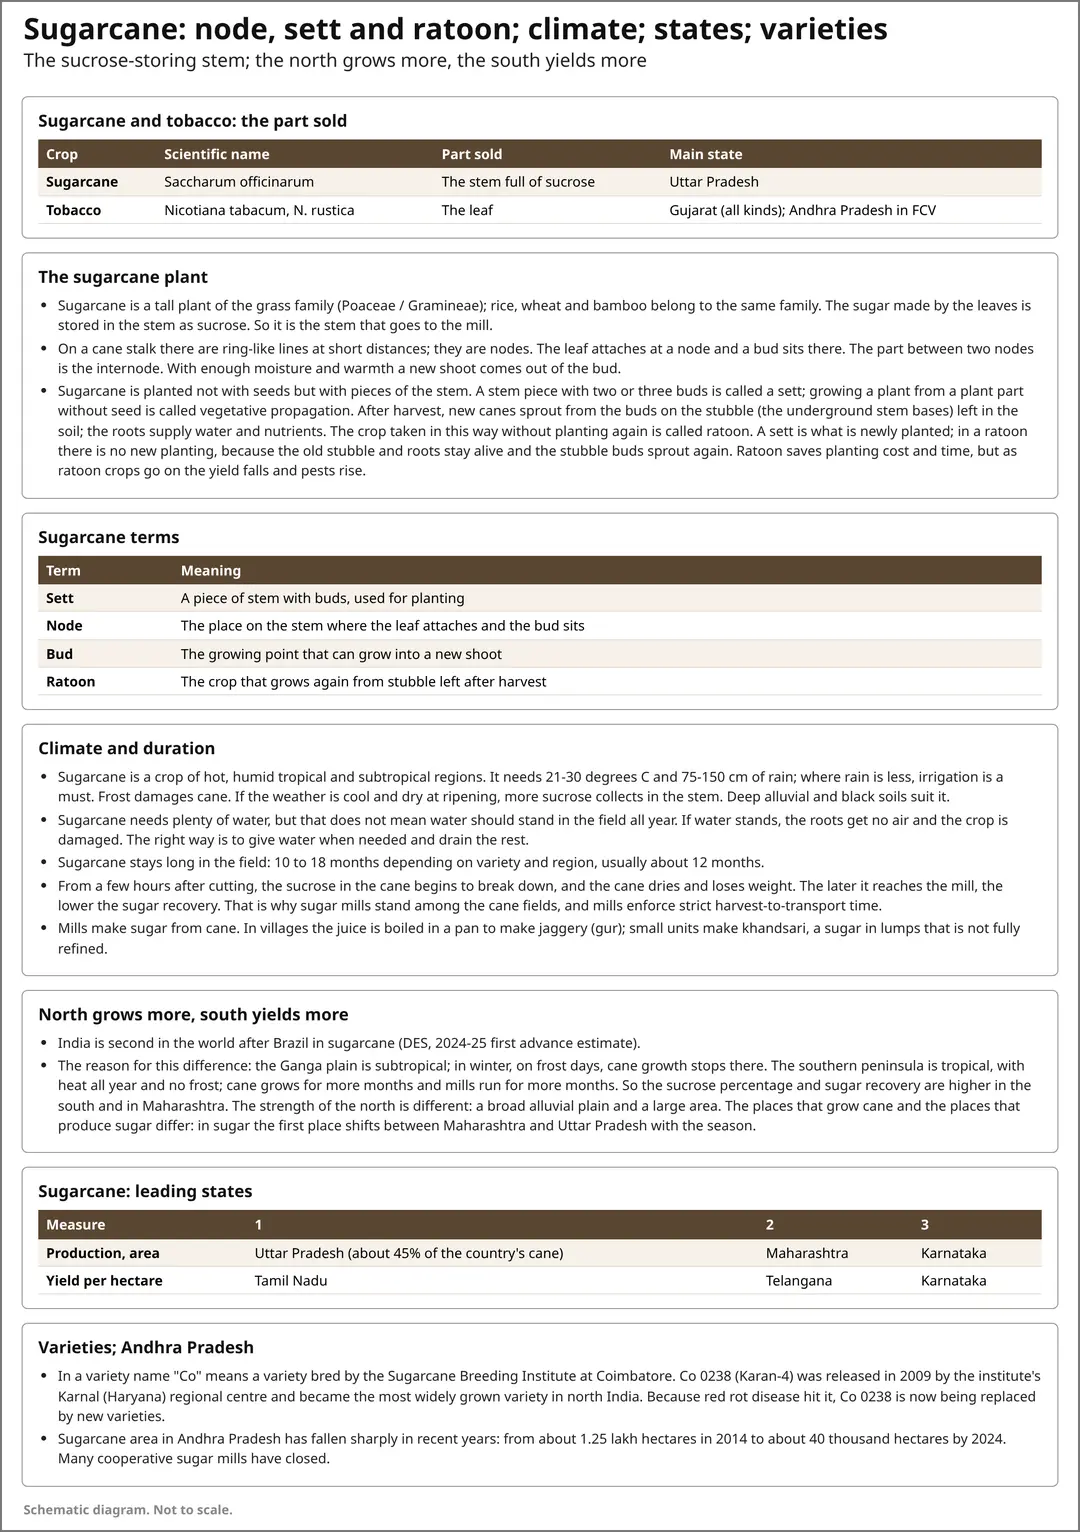 Sugarcane: node, sett and ratoon; climate; states; varieties
The sucrose-storing stem; the north grows more, the south yields more
Sugarcane and tobacco: the part sold
Crop Scientific name Part sold Main state
Sugarcane Saccharum officinarum The stem full of sucrose Uttar Pradesh
Tobacco Nicotiana tabacum, N. rustica The leaf Gujarat (all kinds); Andhra Pradesh in FCV
The sugarcane plant
• Sugarcane is a tall plant of the grass family (Poaceae / Gramineae); rice, wheat and bamboo belong to the same family. The sugar made by the leaves is
stored in the stem as sucrose. So it is the stem that goes to the mill.
• On a cane stalk there are ring-like lines at short distances; they are nodes. The leaf attaches at a node and a bud sits there. The part between two nodes
is the internode. With enough moisture and warmth a new shoot comes out of the bud.
• Sugarcane is planted not with seeds but with pieces of the stem. A stem piece with two or three buds is called a sett; growing a plant from a plant part
without seed is called vegetative propagation. After harvest, new canes sprout from the buds on the stubble (the underground stem bases) left in the
soil; the roots supply water and nutrients. The crop taken in this way without planting again is called ratoon. A sett is what is newly planted; in a ratoon
there is no new planting, because the old stubble and roots stay alive and the stubble buds sprout again. Ratoon saves planting cost and time, but as
ratoon crops go on the yield falls and pests rise.
Sugarcane terms
Term Meaning
Sett A piece of stem with buds, used for planting
Node The place on the stem where the leaf attaches and the bud sits
Bud The growing point that can grow into a new shoot
Ratoon The crop that grows again from stubble left after harvest
Climate and duration
• Sugarcane is a crop of hot, humid tropical and subtropical regions. It needs 21-30 degrees C and 75-150 cm of rain; where rain is less, irrigation is a
must. Frost damages cane. If the weather is cool and dry at ripening, more sucrose collects in the stem. Deep alluvial and black soils suit it.
• Sugarcane needs plenty of water, but that does not mean water should stand in the field all year. If water stands, the roots get no air and the crop is
damaged. The right way is to give water when needed and drain the rest.
• Sugarcane stays long in the field: 10 to 18 months depending on variety and region, usually about 12 months.
• From a few hours after cutting, the sucrose in the cane begins to break down, and the cane dries and loses weight. The later it reaches the mill, the
lower the sugar recovery. That is why sugar mills stand among the cane fields, and mills enforce strict harvest-to-transport time.
• Mills make sugar from cane. In villages the juice is boiled in a pan to make jaggery (gur); small units make khandsari, a sugar in lumps that is not fully
refined.
North grows more, south yields more
• India is second in the world after Brazil in sugarcane (DES, 2024-25 first advance estimate).
• The reason for this difference: the Ganga plain is subtropical; in winter, on frost days, cane growth stops there. The southern peninsula is tropical, with
heat all year and no frost; cane grows for more months and mills run for more months. So the sucrose percentage and sugar recovery are higher in the
south and in Maharashtra. The strength of the north is different: a broad alluvial plain and a large area. The places that grow cane and the places that
produce sugar differ: in sugar the first place shifts between Maharashtra and Uttar Pradesh with the season.
Sugarcane: leading states
Measure 1 2 3
Production, area Uttar Pradesh (about 45% of the country's cane) Maharashtra Karnataka
Yield per hectare Tamil Nadu Telangana Karnataka
Varieties; Andhra Pradesh
• In a variety name "Co" means a variety bred by the Sugarcane Breeding Institute at Coimbatore. Co 0238 (Karan-4) was released in 2009 by the institute's
Karnal (Haryana) regional centre and became the most widely grown variety in north India. Because red rot disease hit it, Co 0238 is now being replaced
by new varieties.
• Sugarcane area in Andhra Pradesh has fallen sharply in recent years: from about 1.25 lakh hectares in 2014 to about 40 thousand hectares by 2024.
Many cooperative sugar mills have closed.
Schematic diagram. Not to scale.